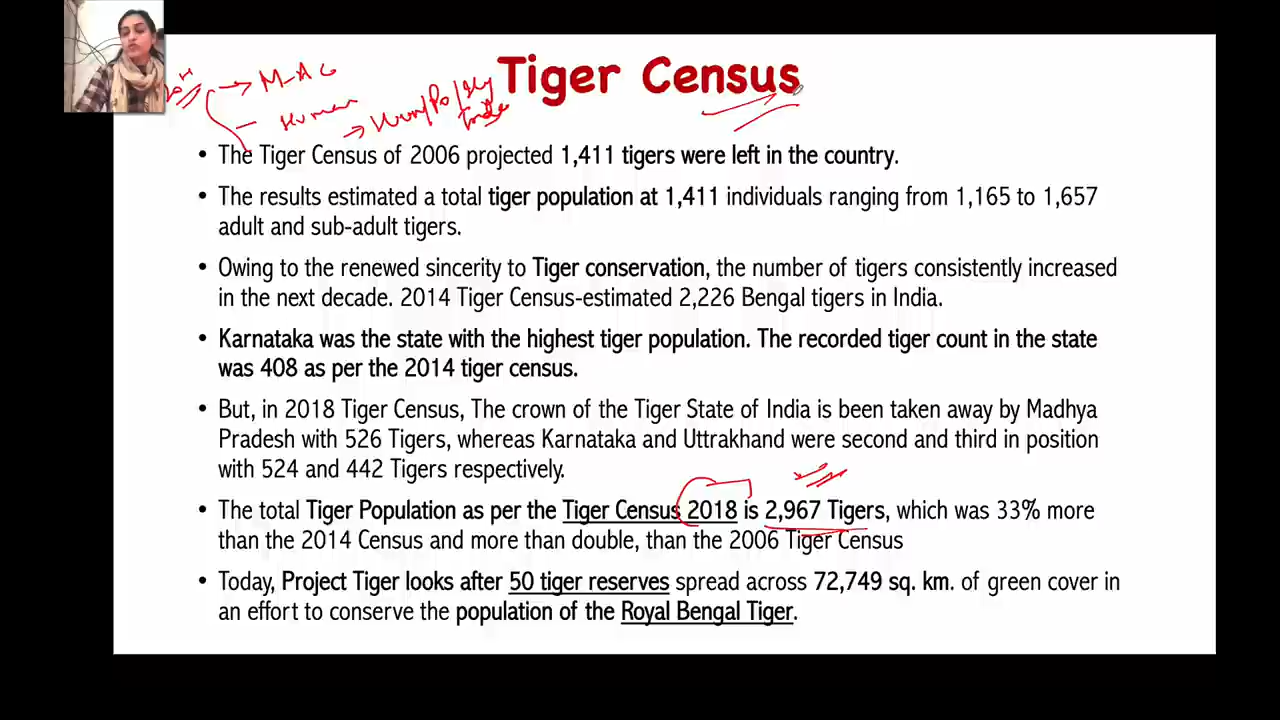 Tiger Census
→ M-A
- Human
• The Tiger Census of 2006 projected 1,411 tigers were left in the country.
• The results estimated a total tiger population at 1,411 individuals ranging from 1,165 to 1,657
adult and sub-adult tigers.
• Owing to the renewed sincerity to Tiger conservation, the number of tigers consistently increased
in the next decade. 2014 Tiger Census-estimated 2,226 Bengal tigers in India.
• Karnataka was the state with the highest tiger population. The recorded tiger count in the state
was 408 as per the 2014 tiger census.
• But, in 2018 Tiger Census, The crown of the Tiger State of India is been taken away by Madhya
Pradesh with 526 Tigers, whereas Karnataka and Uttrakhand were second and third in position
with 524 and 442 Tigers respectively.
• The total Tiger Population as per the Tiger Census 2018 is 2,967 Tigers, which was 33% more
than the 2014 Census and more than double, than the 2006 Tiger Census
• Today, Project Tiger looks after 50 tiger reserves spread across 72,749 sq. km. of green cover in
an effort to conserve the population of the Royal Bengal Tiger.